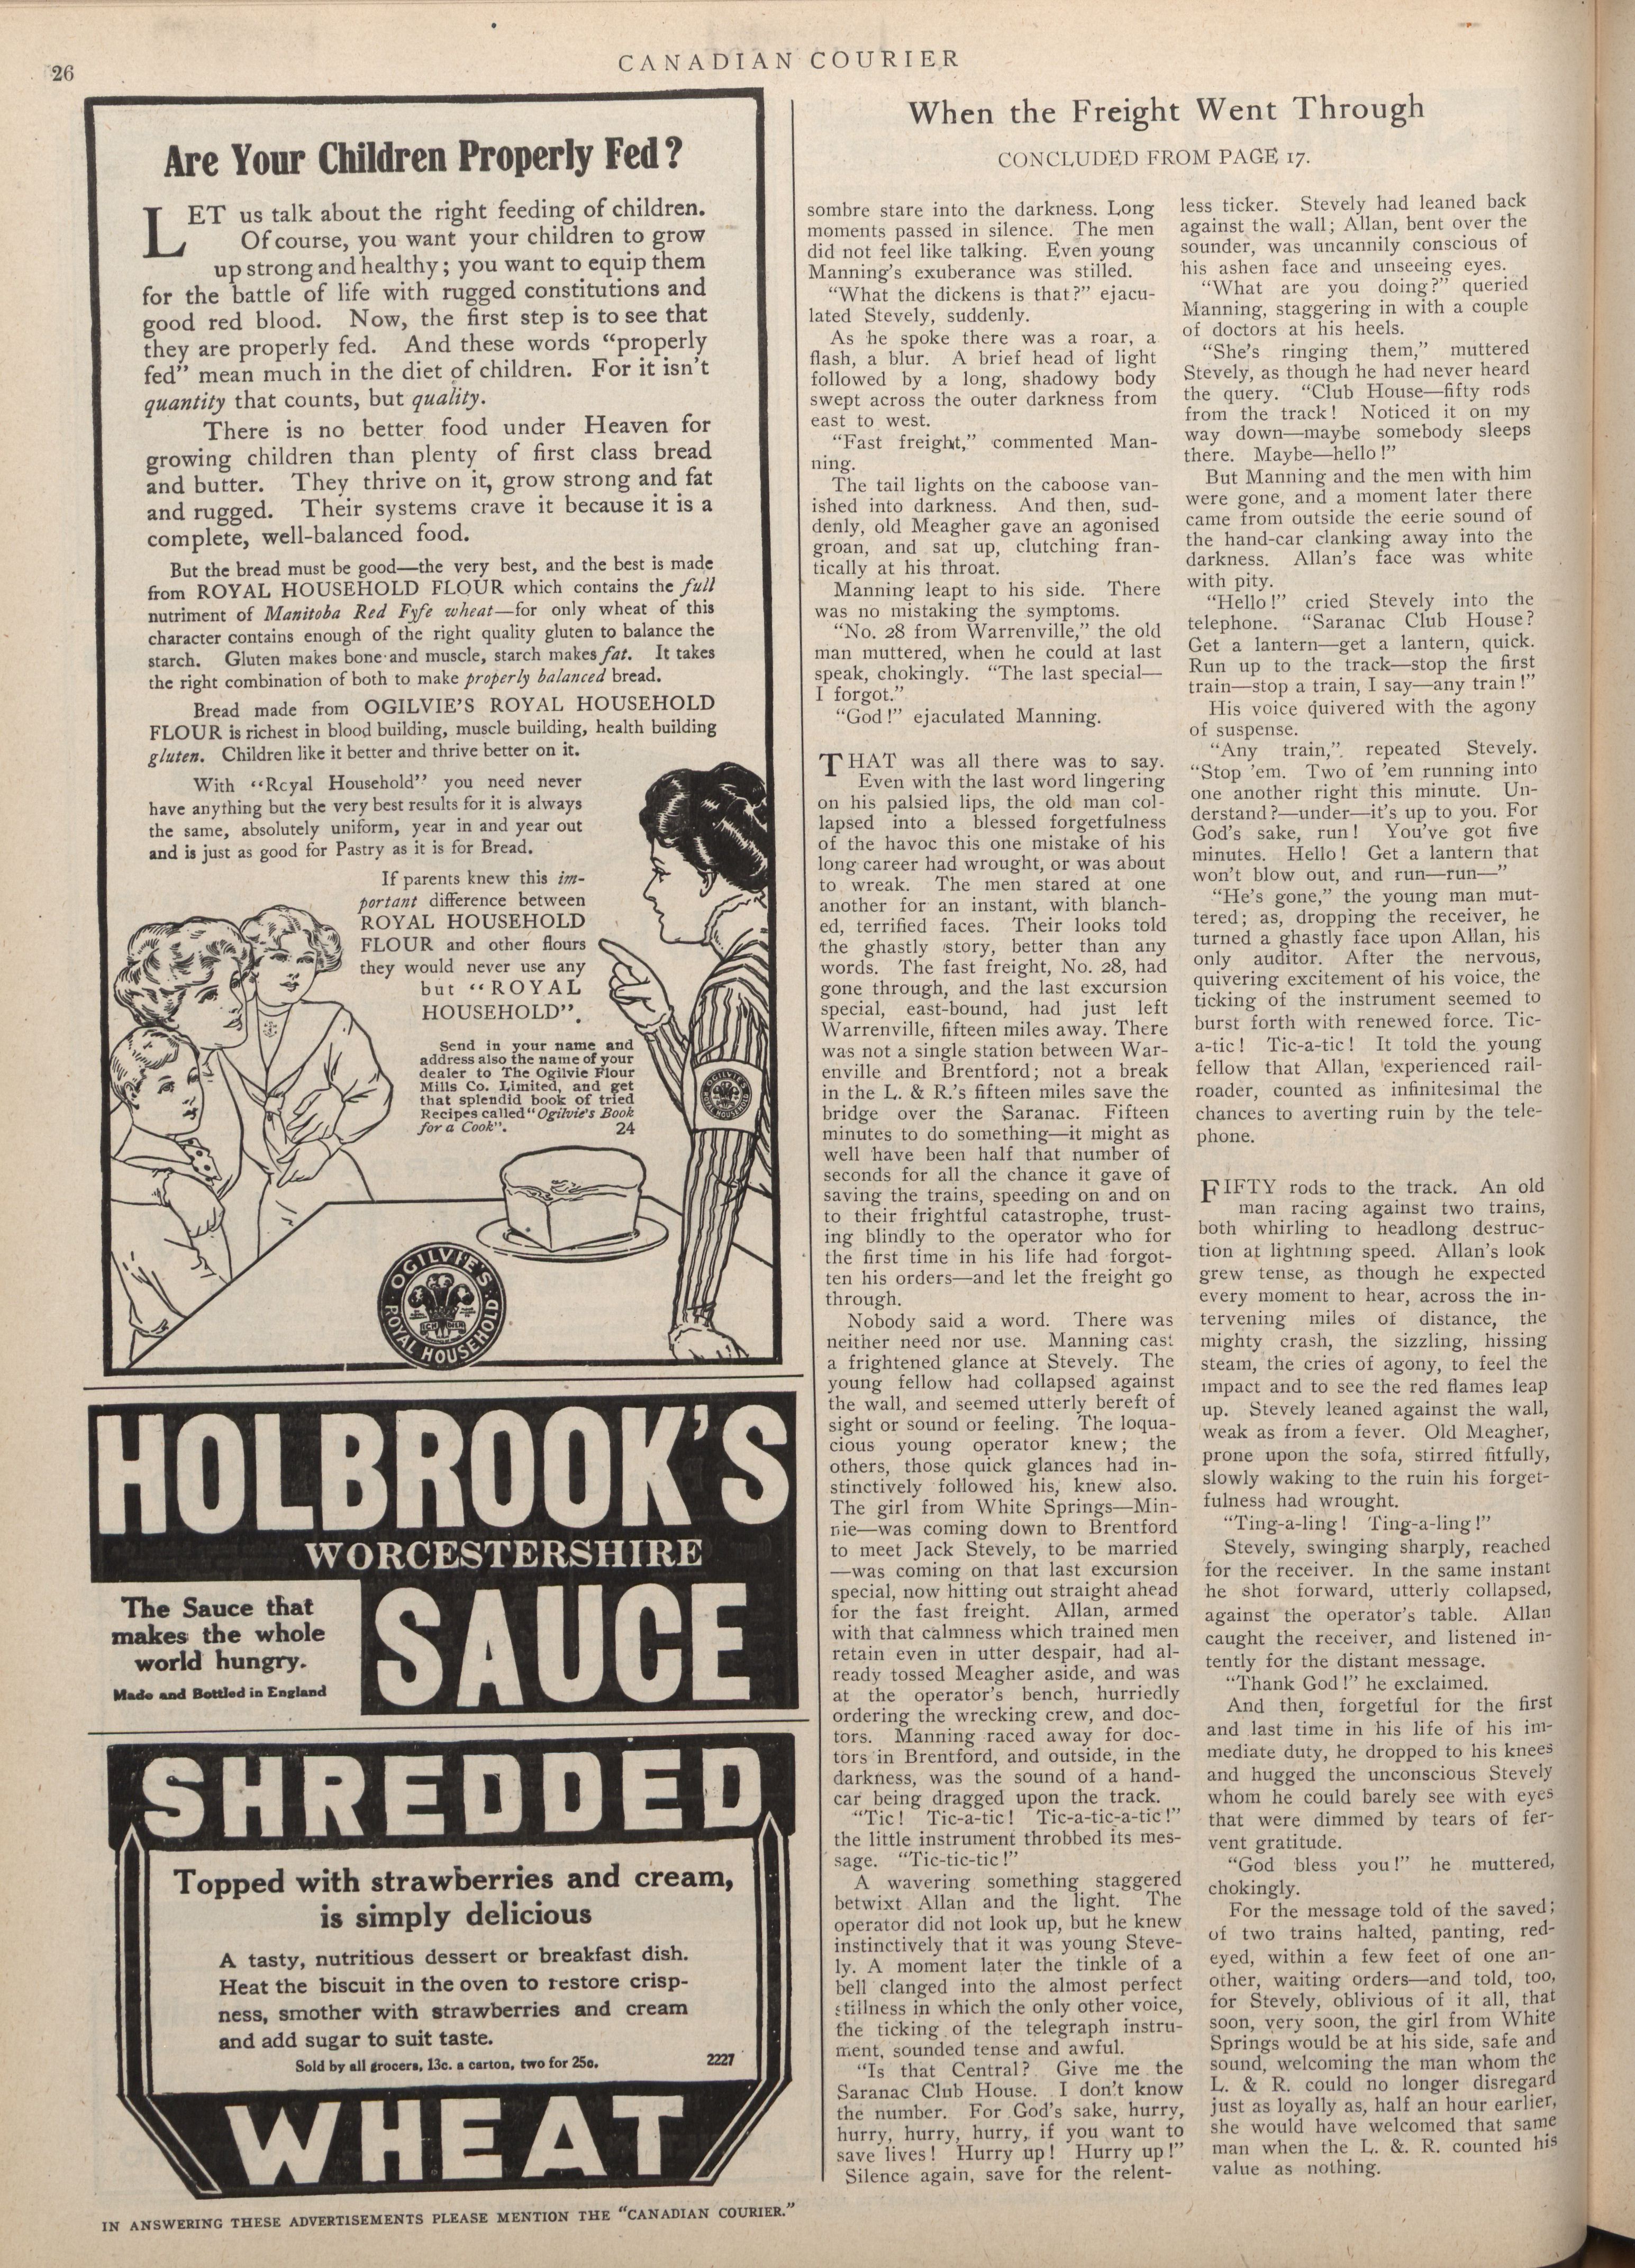 26
CANADIAN COURIER
Are Your Children Properly Fed?
LET us talk about the right feeding of children.
Of course, you want your children to grow
up strong and healthy; you want to equip them
for the battle of life with rugged constitutions and
good red blood. Now, the first step is to see that
they are properly fed. And these words "properly
fed" mean much in the diet of children. For it isn't
quantity that counts, but quality.
There is no better food under Heaven for
growing children than plenty of first class bread
and butter. They thrive on it, grow strong and fat
and rugged. Their systems crave it because it is a
complete, well-balanced food.
But the bread must be good—the very best, and the best is made
from ROYAL HOUSEHOLD FLOUR which contains the full
nutriment of Manitoba Red Fyfe wheat—for only wheat of this
character contains enough of the right quality gluten to balance the
starch. Gluten makes bone and muscle, starch makes fat. It takes
the right combination of both to make properly balanced bread.
Bread made from OGILVIE'S ROYAL HOUSEHOLD
FLOUR is richest in blood building, muscle building, health building
gluten. Children like it better and thrive better on it.
With "Royal Household" you need never
have anything but the very best results for it is always
the same, absolutely uniform, year in and year out
and is just as good for Pastry as it is for Bread.
If parents knew this im-
portant difference between
ROYAL HOUSEHOLD
FLOUR and other flours
they would never use any
but "ROYAL
HOUSEHOLD".
Send in your name and
address also the name of your
dealer to The Ogilvie Flour
Mills Co. Limited, and get
that splendid book of tried
Recipes called "Ogilvie's Book
for a Cook". 24
OGILVIE'S
ROYAL HOUSEHOLD
HOLBROOK'S
WORCESTERSHIRE
SAUCE
The Sauce that
makes the whole
world hungry.
Made and Bottled in England
SHREDDED
Topped with strawberries and cream,
is simply delicious
A tasty, nutritious dessert or breakfast dish.
Heat the biscuit in the oven to restore crisp-
ness, smother with strawberries and cream
and add sugar to suit taste.
Sold by all grocers, 13c. a carton, two for 25c. 2227
WHEAT
IN ANSWERING THESE ADVERTISEMENTS PLEASE MENTION THE "CANADIAN COURIER."
When the Freight Went Through
CONCLUDED FROM PAGE 17.
sombre stare into the darkness. Long
moments passed in silence. The men
did not feel like talking. Even young
Manning's exuberance was stilled.
"What the dickens is that?" ejacu-
lated Stevely, suddenly.
As he spoke there was a roar, a
flash, a blur. A brief head of light
followed by a long, shadowy body
swept across the outer darkness from
east to west.
"Fast freight," commented Man-
ning.
The tail lights on the caboose van-
ished into darkness. And then, sud-
denly, old Meagher gave an agonised
groan, and sat up, clutching fran-
tically at his throat.
Manning leapt to his side. There
was no mistaking the symptoms.
"No. 28 from Warrenville," the old
man muttered, when he could at last
speak, chokingly. "The last special—
I forgot."
"God!" ejaculated Manning.
THAT was all there was to say.
Even with the last word lingering
on his palsied lips, the old man col-
lapsed into a blessed forgetfulness
of the havoc this one mistake of his
long career had wrought, or was about
to wreak. The men stared at one
another for an instant, with blanch-
ed, terrified faces. Their looks told
the ghastly story, better than any
words. The fast freight, No. 28, had
gone through, and the last excursion
special, east-bound, had just left
Warrenville, fifteen miles away. There
was not a single station between War-
enville and Brentford; not a break
in the L. & R.'s fifteen miles save the
bridge over the Saranac. Fifteen
minutes to do something—it might as
well have been half that number of
seconds for all the chance it gave of
saving the trains, speeding on and on
to their frightful catastrophe, trust-
ing blindly to the operator who for
the first time in his life had forgot-
ten his orders—and let the freight go
through.
Nobody said a word. There was
neither need nor use. Manning cast
a frightened glance at Stevely. The
young fellow had collapsed against
the wall, and seemed utterly bereft of
sight or sound or feeling. The loqua-
cious young operator knew; the
others, those quick glances had in-
stinctively followed his, knew also.
The girl from White Springs—Min-
nie—was coming down to Brentford
to meet Jack Stevely, to be married
—was coming on that last excursion
special, now hitting out straight ahead
for the fast freight. Allan, armed
with that calmness which trained men
retain even in utter despair, had al-
ready tossed Meagher aside, and was
at the operator's bench, hurriedly
ordering the wrecking crew, and doc-
tors. Manning raced away for doc-
tors in Brentford, and outside, in the
darkness, was the sound of a hand-
car being dragged upon the track.
"Tic! Tic-a-tic! Tic-a-tic-a-tic!"
the little instrument throbbed its mes-
sage. "Tic-tic-tic!"
A wavering something staggered
betwixt Allan and the light. The
operator did not look up, but he knew
instinctively that it was young Steve-
ly. A moment later the tinkle of a
bell clanged into the almost perfect
stillness in which the only other voice,
the ticking of the telegraph instru-
ment, sounded tense and awful.
"Is that Central? Give me the
Saranac Club House. I don't know
the number. For God's sake, hurry,
hurry, hurry, hurry, if you want to
save lives! Hurry up! Hurry up!"
Silence again, save for the relent-
less ticker. Stevely had leaned back
against the wall; Allan, bent over the
sounder, was uncannily conscious of
his ashen face and unseeing eyes.
"What are you doing?" queried
Manning, staggering in with a couple
of doctors at his heels.
"She's ringing them," muttered
Stevely, as though he had never heard
the query. "Club House—fifty rods
from the track! Noticed it on my
way down—maybe somebody sleeps
there. Maybe—hello!"
But Manning and the men with him
were gone, and a moment later there
came from outside the eerie sound of
the hand-car clanking away into the
darkness. Allan's face was white
with pity.
"Hello!" cried Stevely into the
telephone. "Saranac Club House?
Get a lantern—get a lantern, quick.
Run up to the track—stop the first
train—stop a train, I say—any train!"
His voice quivered with the agony
of suspense.
"Any train," repeated Stevely.
"Stop 'em. Two of 'em running into
one another right this minute. Un-
derstand?—under—it's up to you. For
God's sake, run! You've got five
minutes. Hello! Get a lantern that
won't blow out, and run—run—"
"He's gone," the young man mut-
tered; as, dropping the receiver, he
turned a ghastly face upon Allan, his
only auditor. After the nervous,
quivering excitement of his voice, the
ticking of the instrument seemed to
burst forth with renewed force. Tic-
a-tic! Tic-a-tic! It told the young
fellow that Allan, experienced rail-
roader, counted as infinitesimal the
chances to averting ruin by the tele-
phone.
FIFTY rods to the track. An old
man racing against two trains,
both whirling to headlong destruc-
tion at lightning speed. Allan's look
grew tense, as though he expected
every moment to hear, across the in-
tervening miles of distance, the
mighty crash, the sizzling, hissing
steam, the cries of agony, to feel the
impact and to see the red flames leap
up. Stevely leaned against the wall,
weak as from a fever. Old Meagher,
prone upon the sofa, stirred fitfully,
slowly waking to the ruin his forget-
fulness had wrought.
"Ting-a-ling! Ting-a-ling!"
Stevely, swinging sharply, reached
for the receiver. In the same instant
he shot forward, utterly collapsed,
against the operator's table. Allan
caught the receiver, and listened in-
tently for the distant message.
"Thank God!" he exclaimed.
And then, forgetful for the first
and last time in his life of his im-
mediate duty, he dropped to his knees
and hugged the unconscious Stevely
whom he could barely see with eyes
that were dimmed by tears of fer-
vent gratitude.
"God bless you!" he muttered,
chokingly.
For the message told of the saved;
of two trains halted, panting, red-
eyed, within a few feet of one an-
other, waiting orders—and told, too,
for Stevely, oblivious of it all, that
soon, very soon, the girl from White
Springs would be at his side, safe and
sound, welcoming the man whom the
L. & R. could no longer disregard
just as loyally as, half an hour earlier,
she would have welcomed that same
man when the L. &. R. counted his
value as nothing.